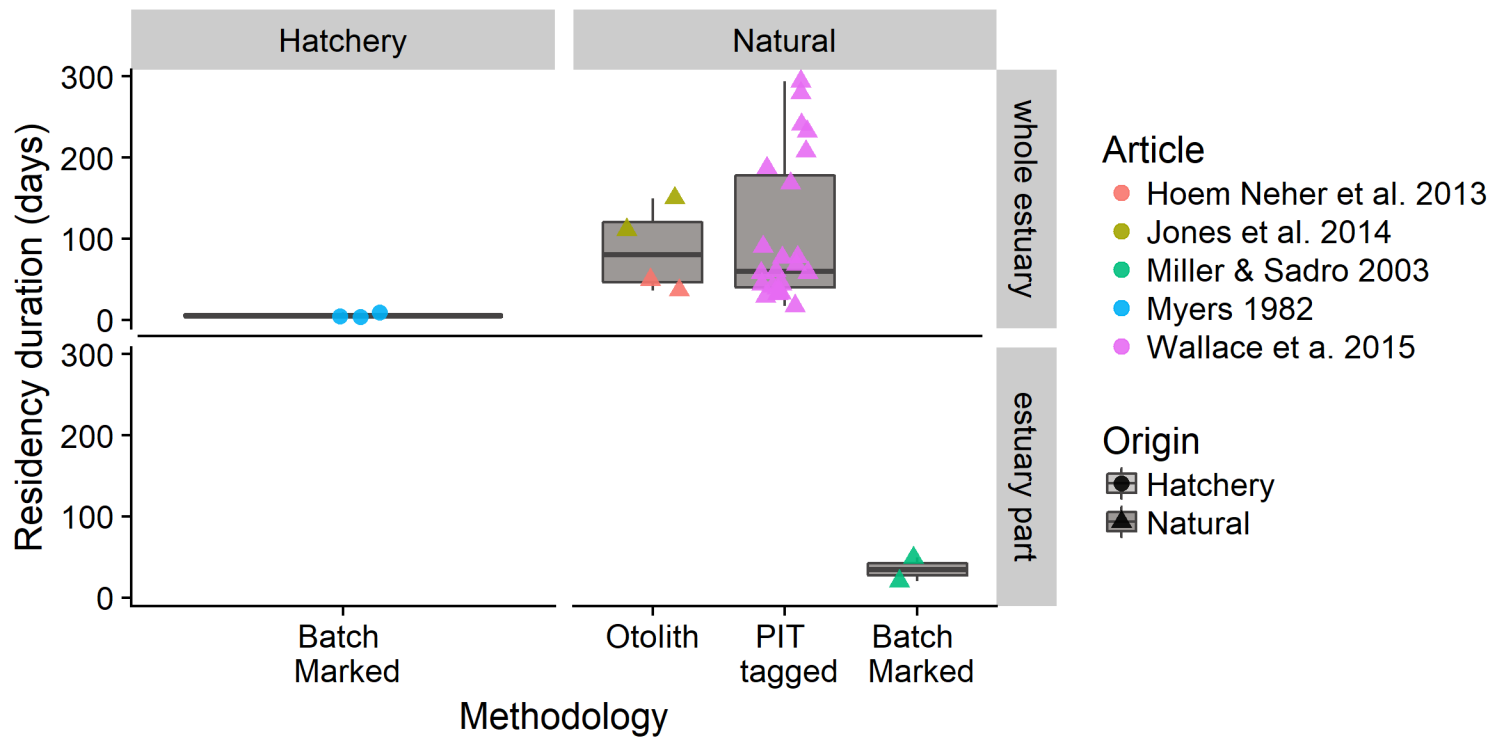 Hatchery
Natural
Residency duration (days)
300
200
100
0
whole estuary
300
200
100
0
estuary part
Batch
Marked
Otolith
PIT
tagged
Batch
Marked
Methodology
Article
Hoem Neher et al. 2013
Jones et al. 2014
Miller & Sadro 2003
Myers 1982
Wallace et a. 2015
Origin
Hatchery
Natural